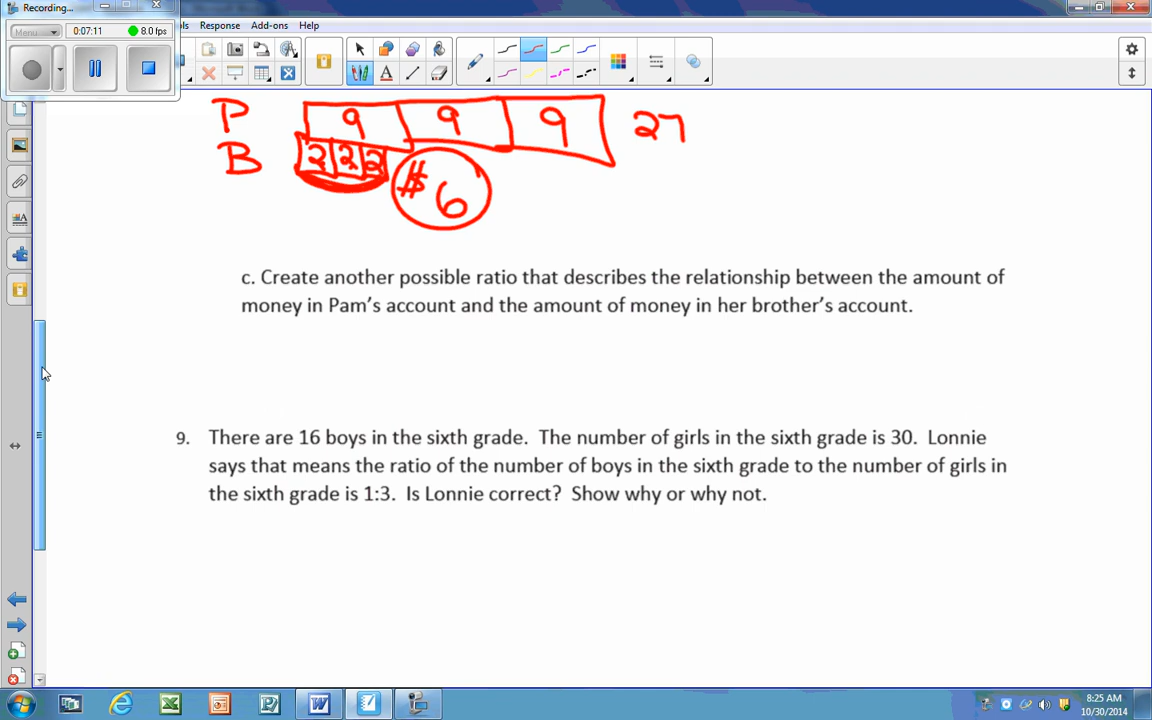 Recording...
Menu
0:07:11
8.0 fps
Response Add-ons Help
P 9 9 9 27
B 2 2 2 $6
c. Create another possible ratio that describes the relationship between the amount of
money in Pam's account and the amount of money in her brother's account.
9. There are 16 boys in the sixth grade. The number of girls in the sixth grade is 30. Lonnie
says that means the ratio of the number of boys in the sixth grade to the number of girls in
the sixth grade is 1:3. Is Lonnie correct? Show why or why not.
8:25 AM
10/30/2014